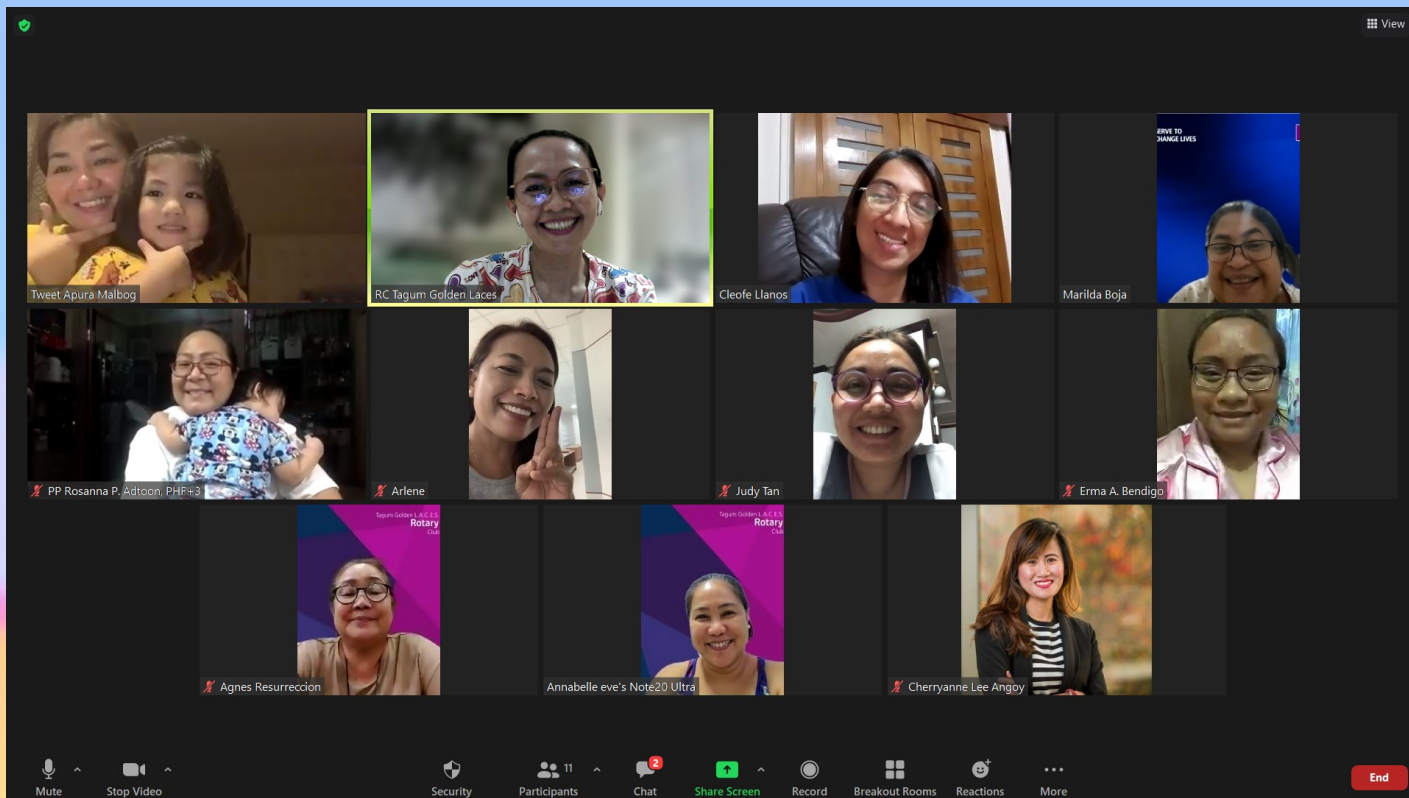 View
Tweet Apura Malbog
RC Tagum Golden Laces
Cleofe Llanos
Marilda Boja
SERVE TO
CHANGE LIVES
PP Rosanna P. Adtoon, PHF+3
Arlene
Judy Tan
Erma A. Bendigo
Tagum Golden L.A.C.E.S.
Rotary
Club
Agnes Resurreccion
Tagum Golden L.A.C.E.S.
Rotary
Club
Annabelle eve's Note20 Ultra
Cherryanne Lee Angoy
Mute
Stop Video
Security
11
Participants
2
Chat
Share Screen
Record
Breakout Rooms
Reactions
More
End